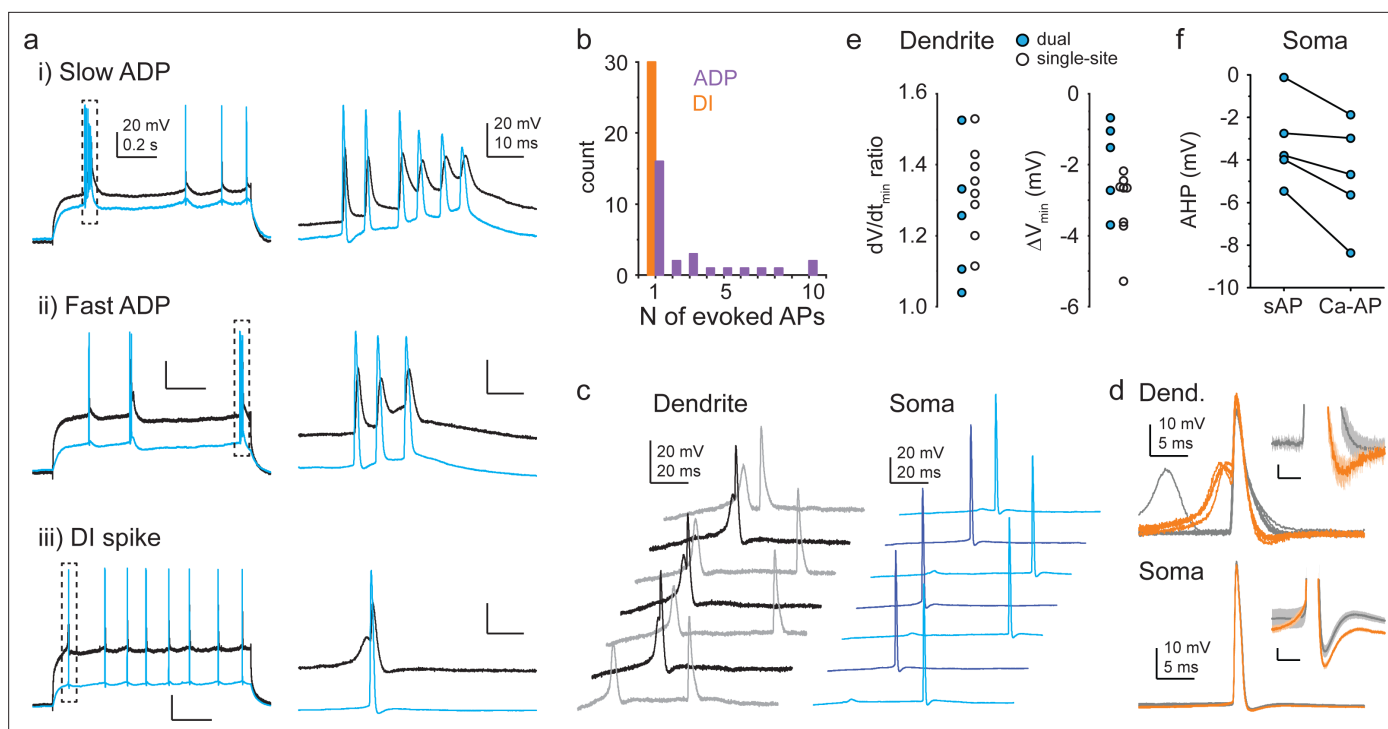 a
i) Slow ADP
20 mV
0.2 s
20 mV
10 ms
ii) Fast ADP
iii) DI spike
b
30
20
10
0
count
ADP
DI
1
5
10
N of evoked APs
c
Dendrite
20 mV
20 ms
Soma
20 mV
20 ms
d
Dend.
10 mV
5 ms
Soma
10 mV
5 ms
e
Dendrite
dual
single-site
1.6
1.4
1.2
1.0
dV/dtmin ratio
0
-2
-4
-6
ΔVmin (mV)
f
Soma
0
-2
-4
-6
-8
-10
AHP (mV)
sAP
Ca-AP